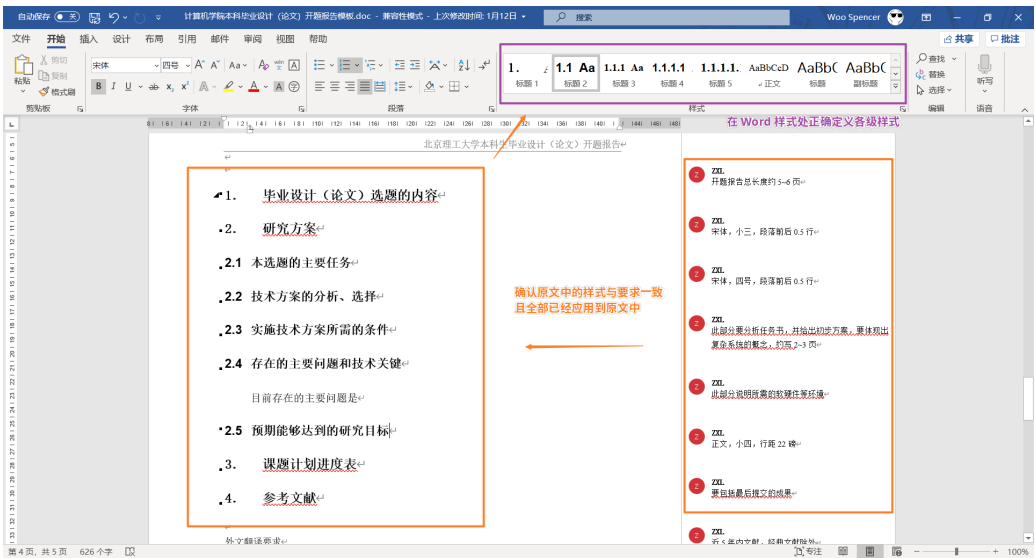 自动保存 关 计算机学院本科毕业设计（论文）开题报告模板.doc - 兼容性模式 - 上次修改时间: 1月12日 搜索 Woo Spencer
文件 开始 插入 设计 布局 引用 邮件 审阅 视图 帮助 共享 批注
粘贴 剪切 复制 格式刷
宋体 四号
B I U
1. 1.1 Aa 1.1.1 Aa 1.1.1.1 1.1.1.1. AaBbCcD AaBb( AaBbC
标题 1 标题 2 标题 3 标题 4 标题 5 正文 标题 副标题
查找 替换 选择 听写
剪贴板 字体 段落 样式 编辑 语音
在 Word 样式处正确定义各级样式
北京理工大学本科生毕业设计（论文）开题报告
1. 毕业设计（论文）选题的内容
2. 研究方案
2.1 本选题的主要任务
2.2 技术方案的分析、选择
2.3 实施技术方案所需的条件
2.4 存在的主要问题和技术关键
目前存在的主要问题是
2.5 预期能够达到的研究目标
3. 课题计划进度表
4. 参考文献
外文翻译要求
确认原文中的样式与要求一致
且全部已经应用到原文中
Z ZXL
开题报告总长度约 5~6 页
Z ZXL
宋体，小三，段落前后 0.5 行
Z ZXL
宋体，四号，段落前后 0.5 行
Z ZXL
此部分要分析任务书，并给出初步方案，要体现出
复杂系统的概念，约写 2~3 页
Z ZXL
此部分说明所需的软硬件等环境
Z ZXL
正文，小四，行距 22 磅
Z ZXL
要包括最后提交的成果
Z ZXL
近 5 年内文献，经典文献除外
第 4 页，共 5 页 626 个字 专注 100%